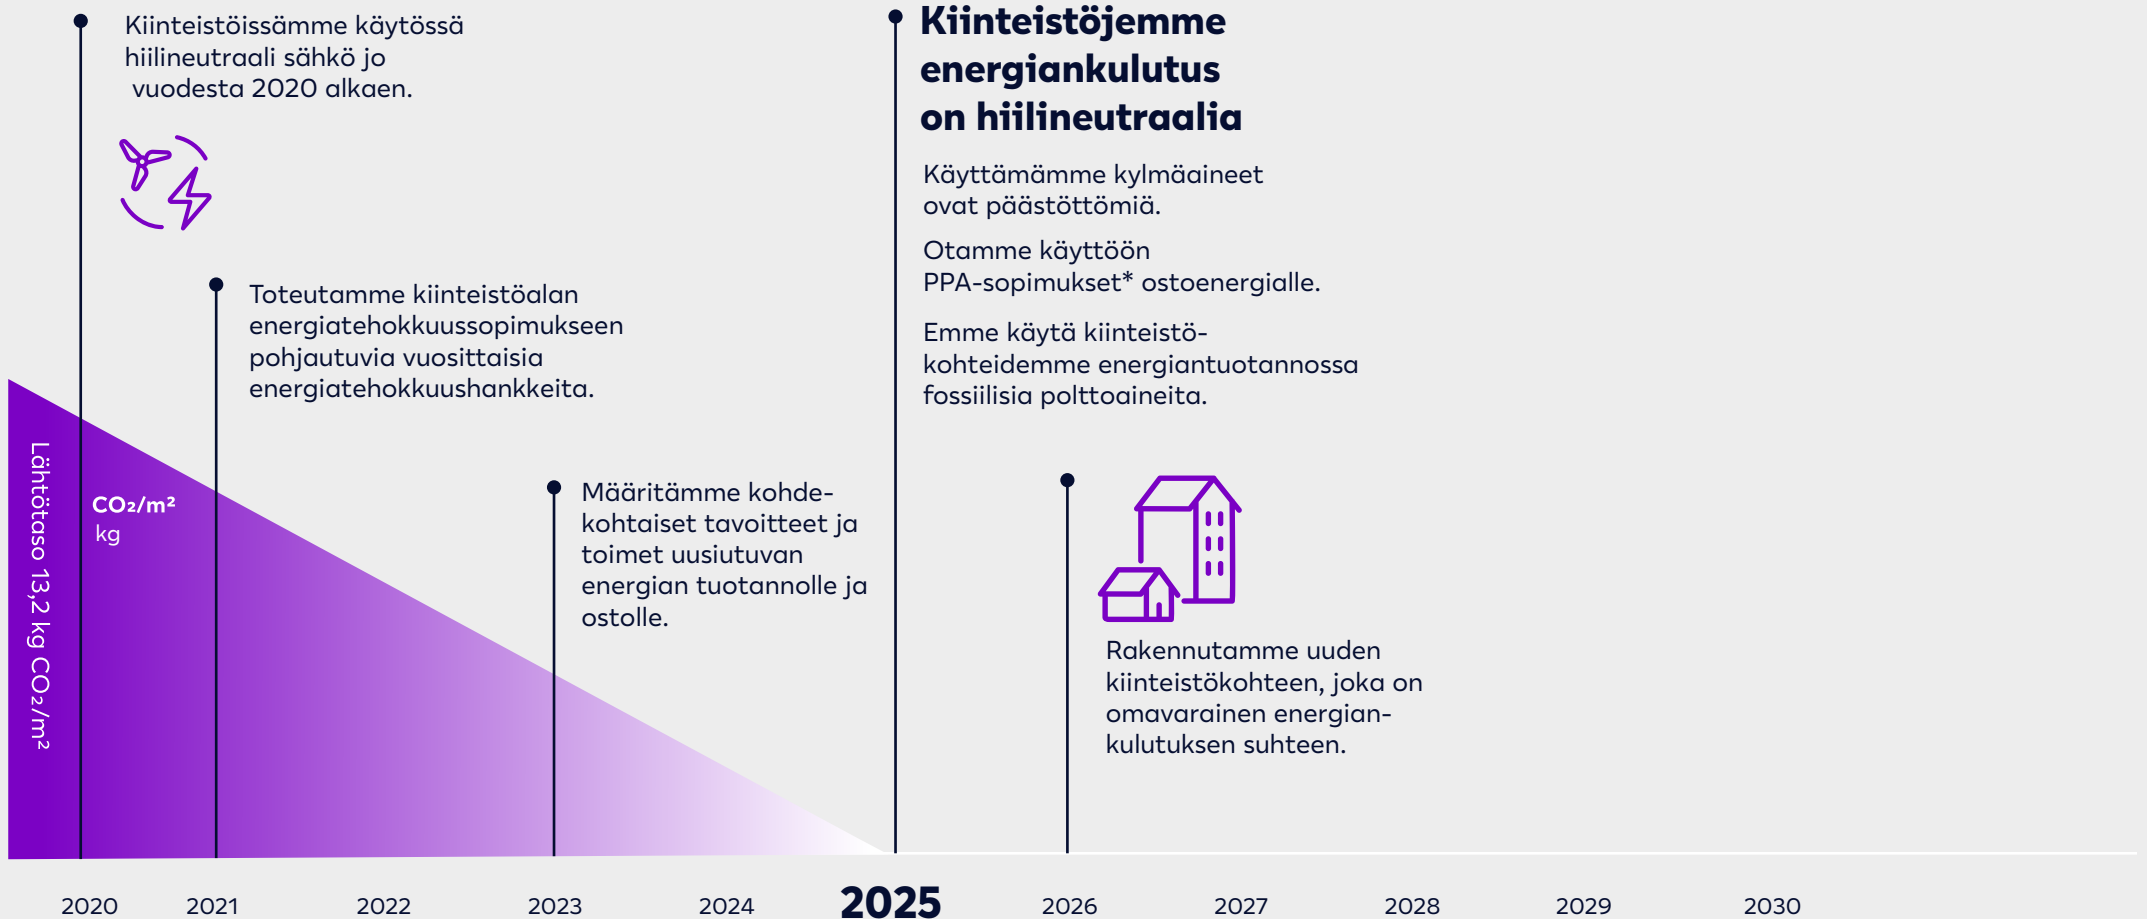 Kiinteistöissämme käytössä
hiilineutraali sähkö jo
vuodesta 2020 alkaen.
Toteutamme kiinteistöalan
energiatehokkuussopimukseen
pohjautuvia vuosittaisia
energiatehokkuushankkeita.
Lähtötaso 13,2 kg CO₂/m²
CO₂/m²
kg
Määritämme kohde-
kohtaiset tavoitteet ja
toimet uusiutuvan
energian tuotannolle ja
ostolle.
Kiinteistöjemme
energiankulutus
on hiilineutraalia
Käyttämämme kylmäaineet
ovat päästöttömiä.
Otamme käyttöön
PPA-sopimukset* ostoenergialle.
Emme käytä kiinteistö-
kohteidemme energiantuotannossa
fossiilisia polttoaineita.
Rakennutamme uuden
kiinteistökohteen, joka on
omavarainen energian-
kulutuksen suhteen.
2020 2021 2022 2023 2024 2025 2026 2027 2028 2029 2030